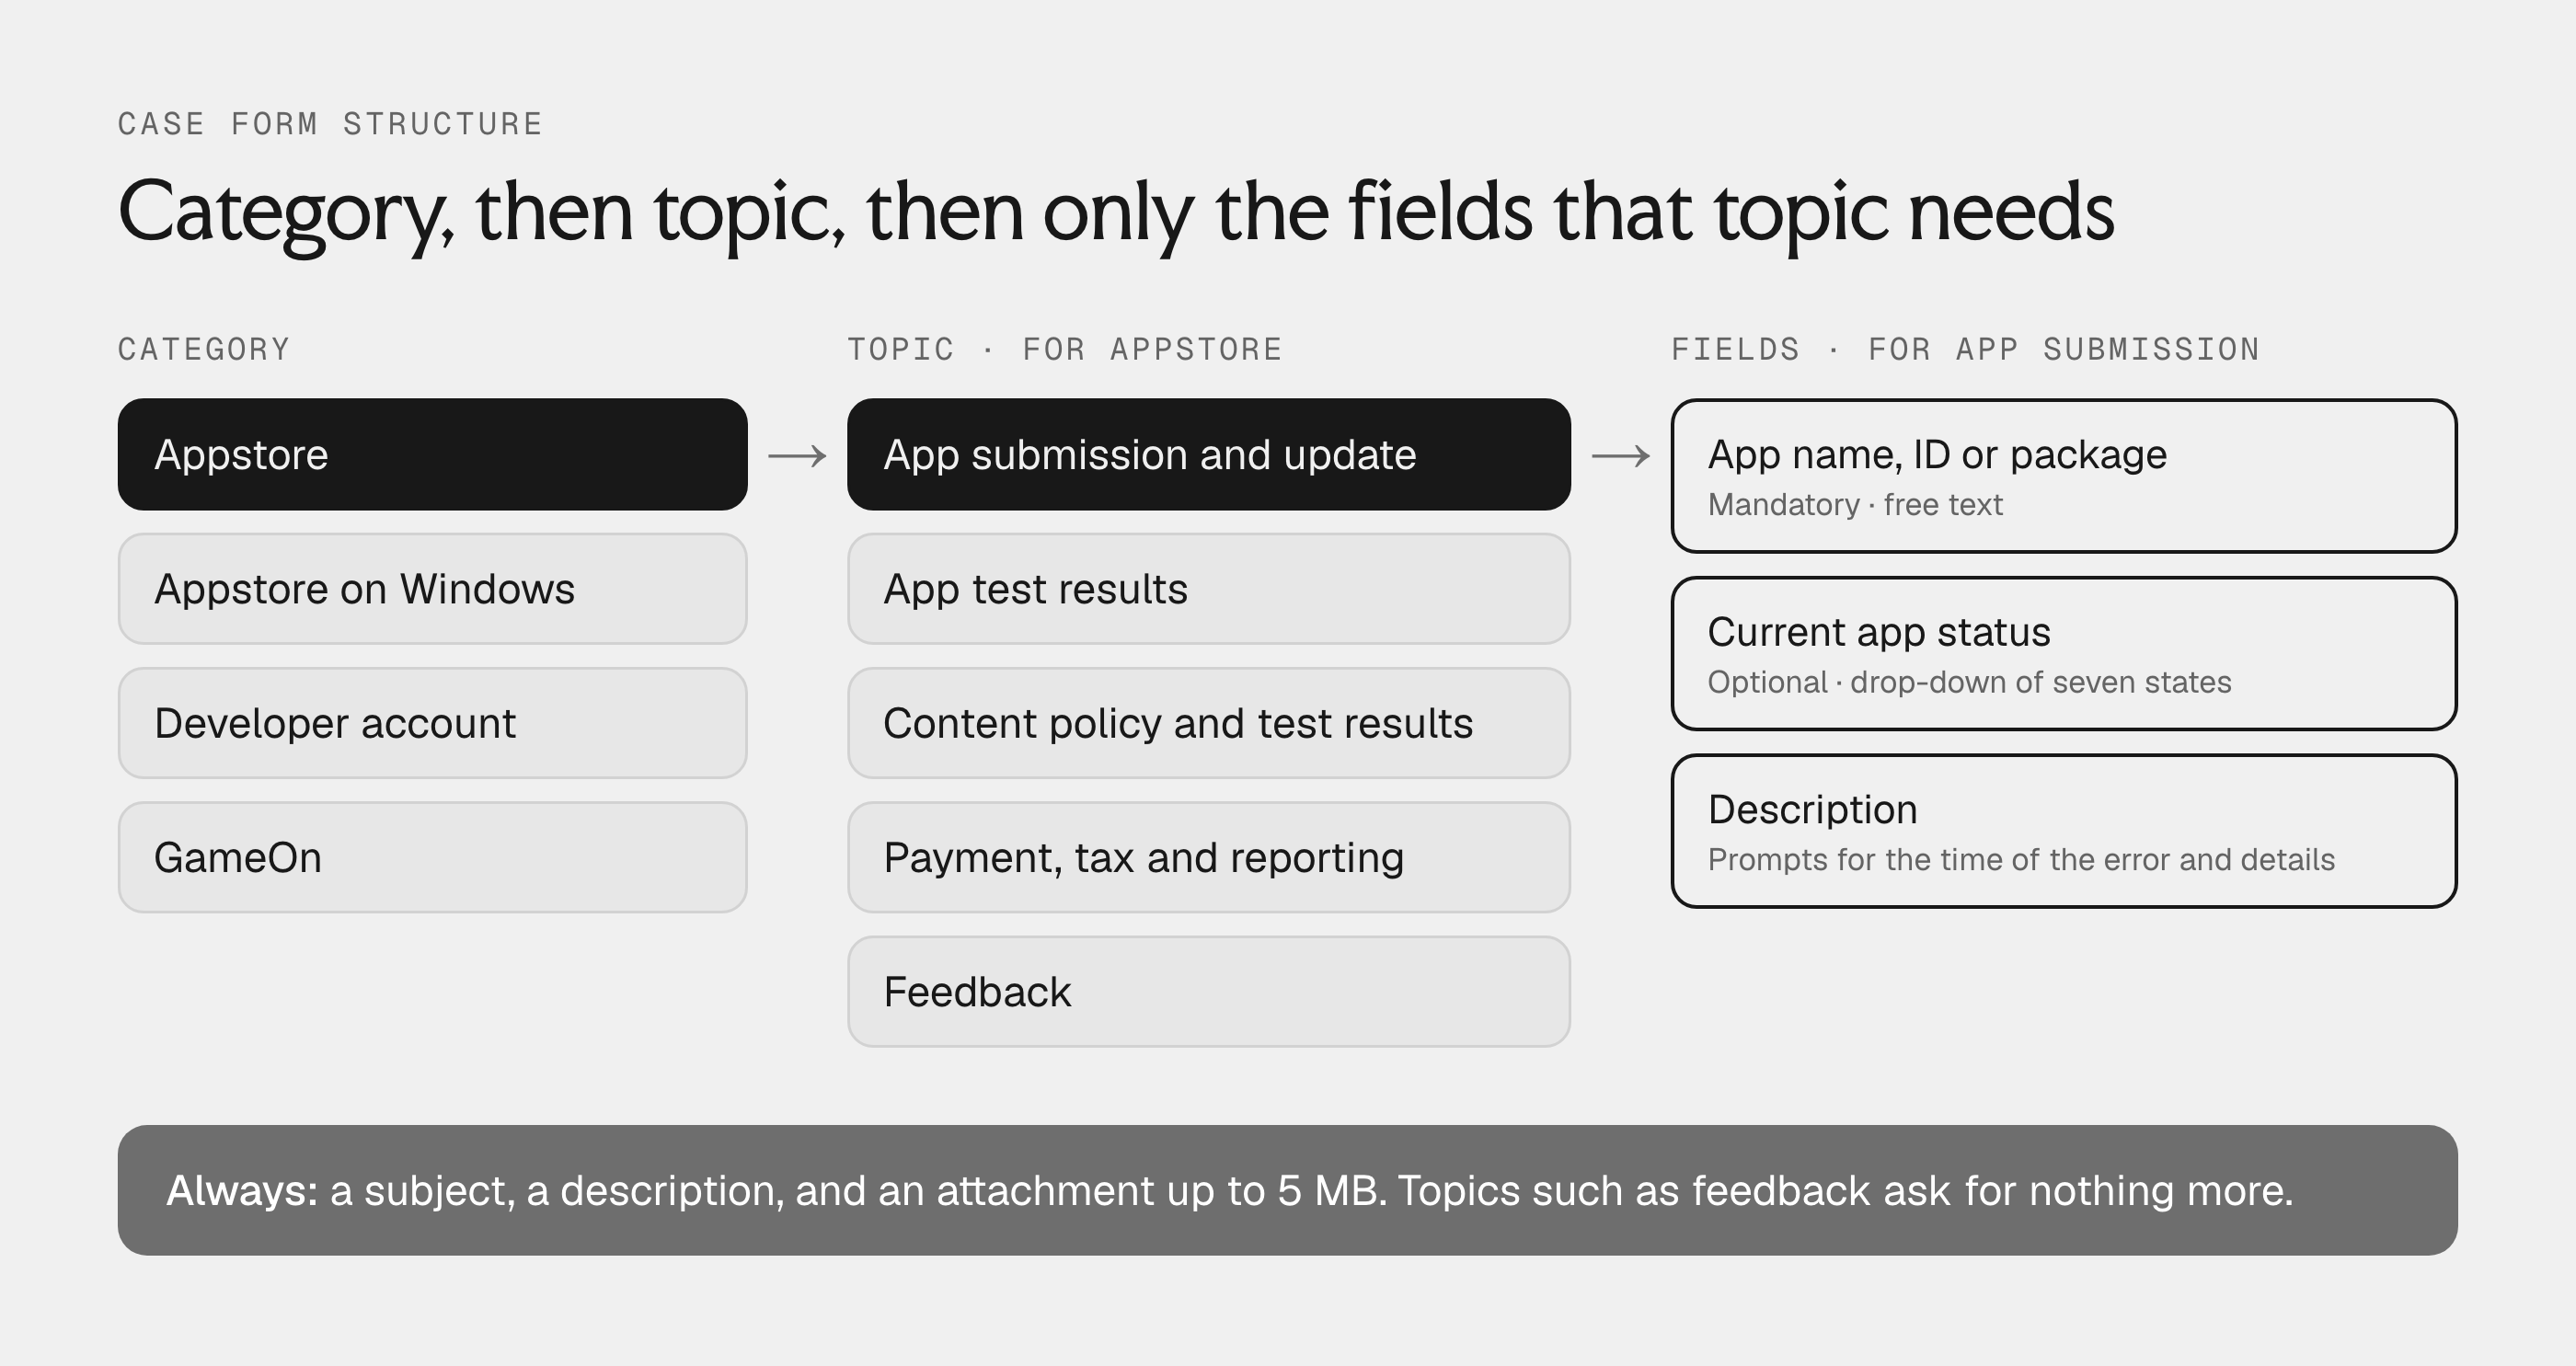 CASE FORM STRUCTURE
Category, then topic, then only the fields that topic needs
CATEGORY
Appstore
Appstore on Windows
Developer account
GameOn
TOPIC · FOR APPSTORE
App submission and update
App test results
Content policy and test results
Payment, tax and reporting
Feedback
FIELDS · FOR APP SUBMISSION
App name, ID or package
Mandatory · free text
Current app status
Optional · drop-down of seven states
Description
Prompts for the time of the error and details
Always: a subject, a description, and an attachment up to 5 MB. Topics such as feedback ask for nothing more.